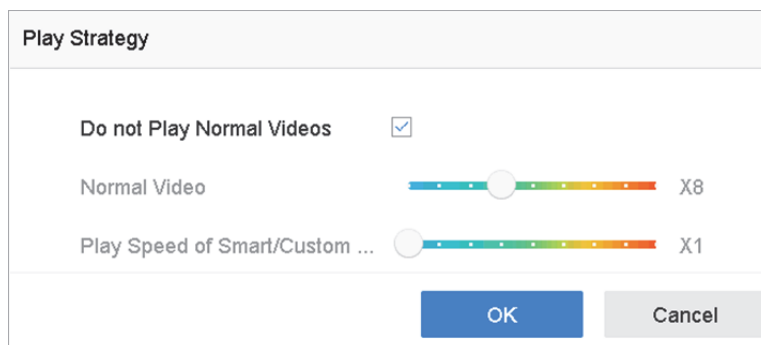 Play Strategy
Do not Play Normal Videos
Normal Video X8
Play Speed of Smart/Custom ... X1
OK Cancel